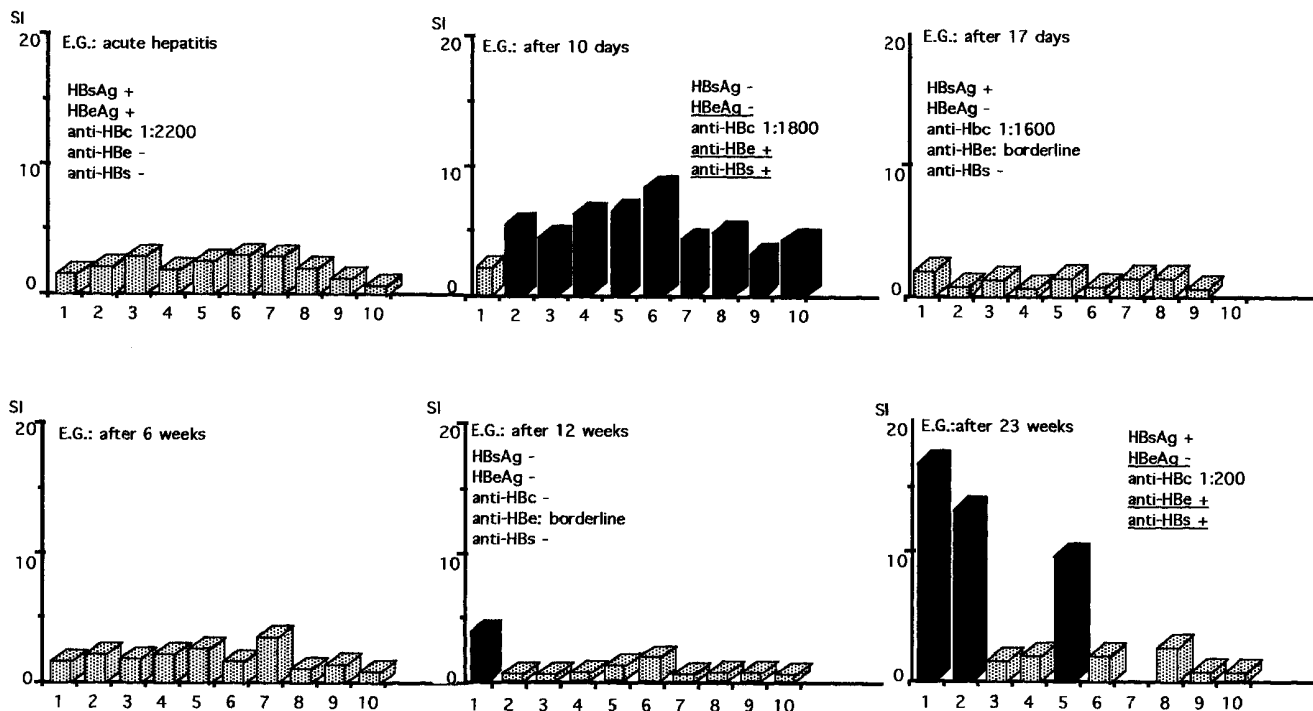 SI
20
E.G.: acute hepatitis
HBsAg +
HBeAg +
anti-HBc 1:2200
anti-HBe -
anti-HBs -
10
0
1 2 3 4 5 6 7 8 9 10
SI
20
E.G.: after 10 days
HBsAg -
HBeAg -
anti-HBc 1:1800
anti-HBe +
anti-HBs +
10
0
1 2 3 4 5 6 7 8 9 10
20
E.G.: after 17 days
HBsAg +
HBeAg -
anti-Hbc 1:1600
anti-HBe: borderline
anti-HBs -
10
0
1 2 3 4 5 6 7 8 9 10
SI
20
E.G.: after 6 weeks
10
0
1 2 3 4 5 6 7 8 9 10
SI
20
E.G.: after 12 weeks
HBsAg -
HBeAg -
anti-HBc -
anti-HBe: borderline
anti-HBs -
10
0
1 2 3 4 5 6 7 8 9 10
SI
20
E.G.:after 23 weeks
HBsAg +
HBeAg -
anti-HBc 1:200
anti-HBe +
anti-HBs +
10
0
1 2 3 4 5 6 7 8 9 10